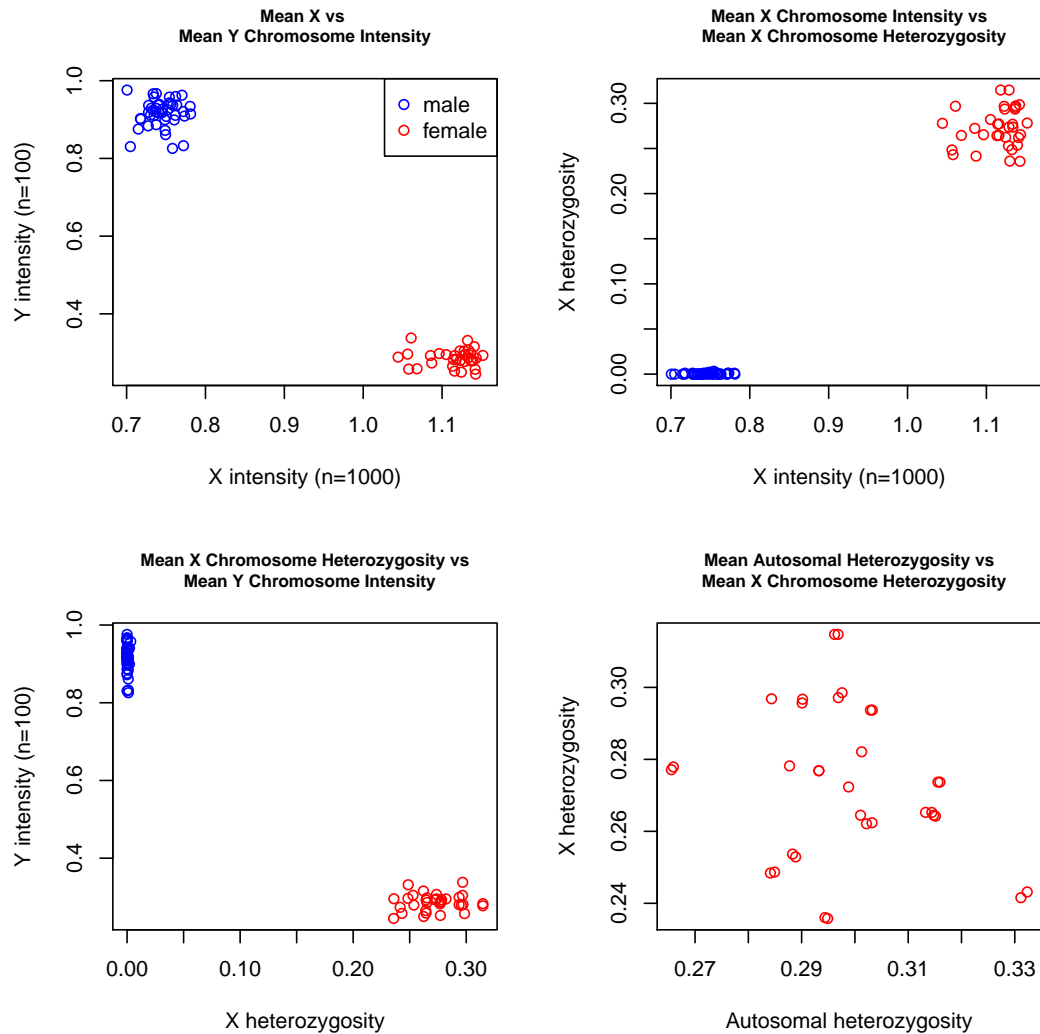 Mean X vs
Mean Y Chromosome Intensity
Y intensity (n=100)
1.0
0.8
0.6
0.4
male
female
0.7
0.8
0.9
1.0
1.1
X intensity (n=1000)
Mean X Chromosome Intensity vs
Mean X Chromosome Heterozygosity
X heterozygosity
0.30
0.20
0.10
0.00
0.7
0.8
0.9
1.0
1.1
X intensity (n=1000)
Mean X Chromosome Heterozygosity vs
Mean Y Chromosome Intensity
Y intensity (n=100)
1.0
0.8
0.6
0.4
0.00
0.10
0.20
0.30
X heterozygosity
Mean Autosomal Heterozygosity vs
Mean X Chromosome Heterozygosity
X heterozygosity
0.30
0.28
0.26
0.24
0.27
0.29
0.31
0.33
Autosomal heterozygosity